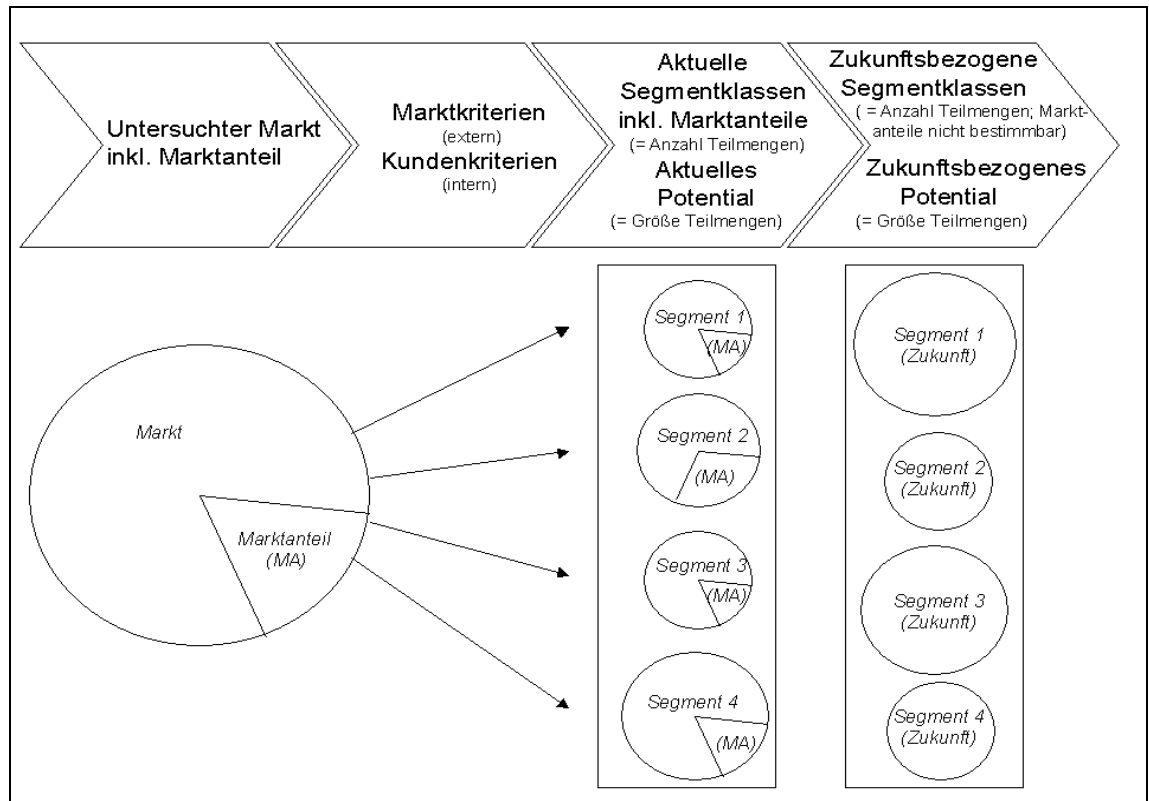 Untersuchter Markt
inkl. Marktanteil
Marktkriterien
(extern)
Kundenkriterien
(intern)
Aktuelle
Segmentklassen
inkl. Marktanteile
(= Anzahl Teilmengen)
Aktuelles
Potential
(= Größe Teilmengen)
Zukunftsbezogene
Segmentklassen
( = Anzahl Teilmengen; Markt-
anteile nicht bestimmbar)
Zukunftsbezogenes
Potential
(= Größe Teilmengen)
Markt
Marktanteil
(MA)
Segment 1
(MA)
Segment 2
(MA)
Segment 3
(MA)
Segment 4
(MA)
Segment 1
(Zukunft)
Segment 2
(Zukunft)
Segment 3
(Zukunft)
Segment 4
(Zukunft)